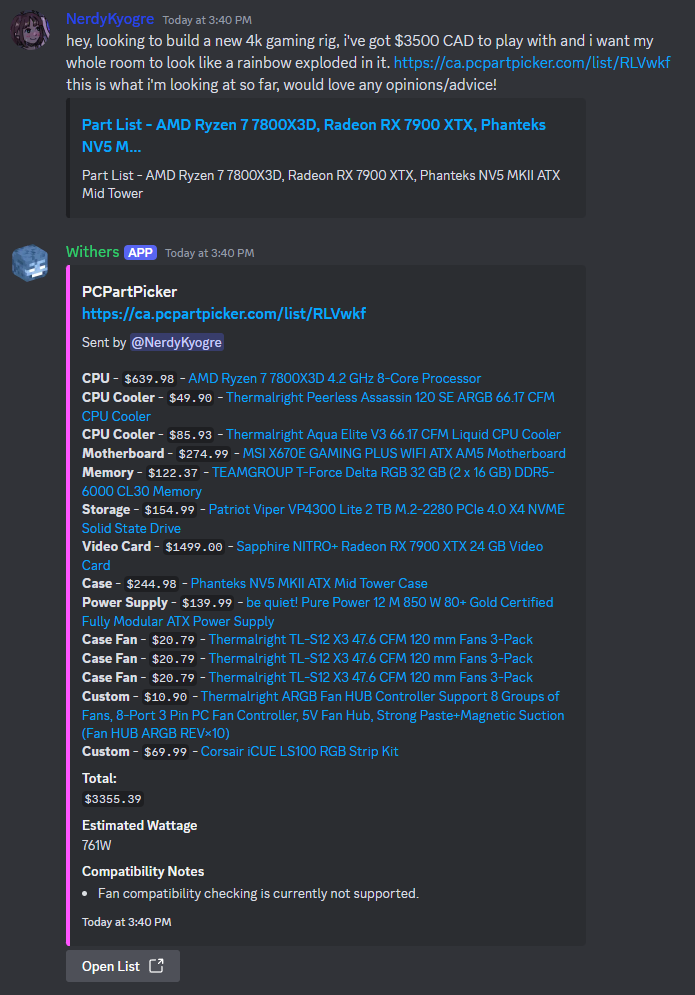 NerdyKyogre Today at 3:40 PM
hey, looking to build a new 4k gaming rig, i've got $3500 CAD to play with and i want my
whole room to look like a rainbow exploded in it. https://ca.pcpartpicker.com/list/RLVwkf
this is what i'm looking at so far, would love any opinions/advice!
Part List - AMD Ryzen 7 7800X3D, Radeon RX 7900 XTX, Phanteks
NV5 M...
Part List - AMD Ryzen 7 7800X3D, Radeon RX 7900 XTX, Phanteks NV5 MKII ATX
Mid Tower
Withers APP Today at 3:40 PM
PCPartPicker
https://ca.pcpartpicker.com/list/RLVwkf
Sent by @NerdyKyogre
CPU - $639.98 - AMD Ryzen 7 7800X3D 4.2 GHz 8-Core Processor
CPU Cooler - $49.90 - Thermalright Peerless Assassin 120 SE ARGB 66.17 CFM
CPU Cooler
CPU Cooler - $85.93 - Thermalright Aqua Elite V3 66.17 CFM Liquid CPU Cooler
Motherboard - $274.99 - MSI X670E GAMING PLUS WIFI ATX AM5 Motherboard
Memory - $122.37 - TEAMGROUP T-Force Delta RGB 32 GB (2 x 16 GB) DDR5-
6000 CL30 Memory
Storage - $154.99 - Patriot Viper VP4300 Lite 2 TB M.2-2280 PCIe 4.0 X4 NVME
Solid State Drive
Video Card - $1499.00 - Sapphire NITRO+ Radeon RX 7900 XTX 24 GB Video
Card
Case - $244.98 - Phanteks NV5 MKII ATX Mid Tower Case
Power Supply - $139.99 - be quiet! Pure Power 12 M 850 W 80+ Gold Certified
Fully Modular ATX Power Supply
Case Fan - $20.79 - Thermalright TL-S12 X3 47.6 CFM 120 mm Fans 3-Pack
Case Fan - $20.79 - Thermalright TL-S12 X3 47.6 CFM 120 mm Fans 3-Pack
Case Fan - $20.79 - Thermalright TL-S12 X3 47.6 CFM 120 mm Fans 3-Pack
Custom - $10.90 - Thermalright ARGB Fan HUB Controller Support 8 Groups of
Fans, 8-Port 3 Pin PC Fan Controller, 5V Fan Hub, Strong Paste+Magnetic Suction
(Fan HUB ARGB REV×10)
Custom - $69.99 - Corsair iCUE LS100 RGB Strip Kit
Total:
$3355.39
Estimated Wattage
761W
Compatibility Notes
• Fan compatibility checking is currently not supported.
Today at 3:40 PM
Open List